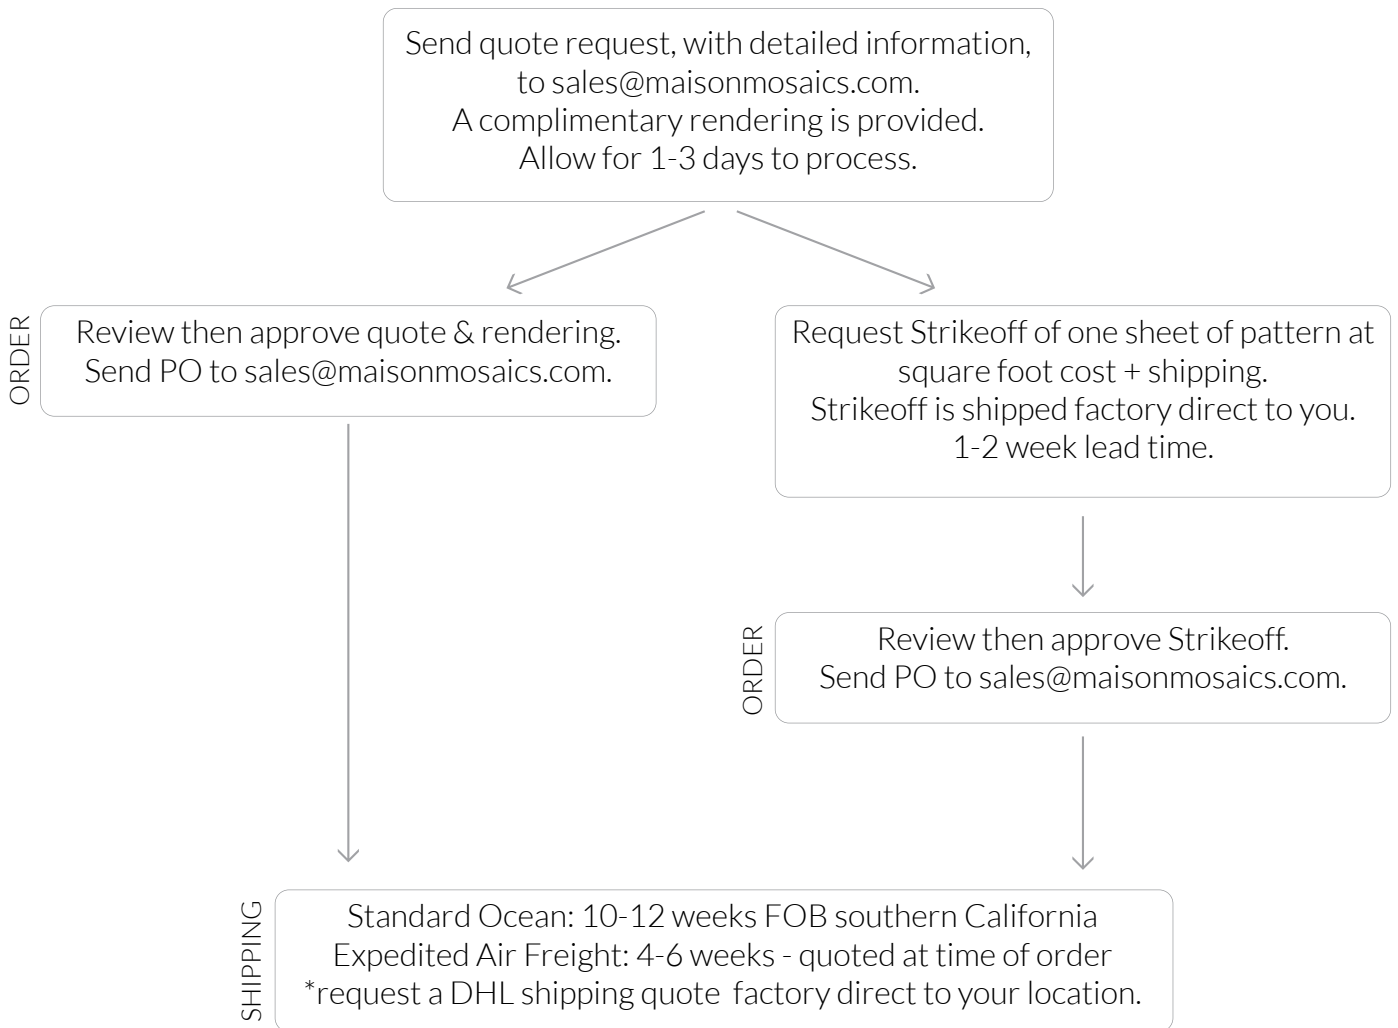 Send quote request, with detailed information,
to sales@maisonmosaics.com.
A complimentary rendering is provided.
Allow for 1-3 days to process.
ORDER
Review then approve quote & rendering.
Send PO to sales@maisonmosaics.com.
Request Strikeoff of one sheet of pattern at
square foot cost + shipping.
Strikeoff is shipped factory direct to you.
1-2 week lead time.
ORDER
Review then approve Strikeoff.
Send PO to sales@maisonmosaics.com.
SHIPPING
Standard Ocean: 10-12 weeks FOB southern California
Expedited Air Freight: 4-6 weeks - quoted at time of order
*request a DHL shipping quote  factory direct to your location.